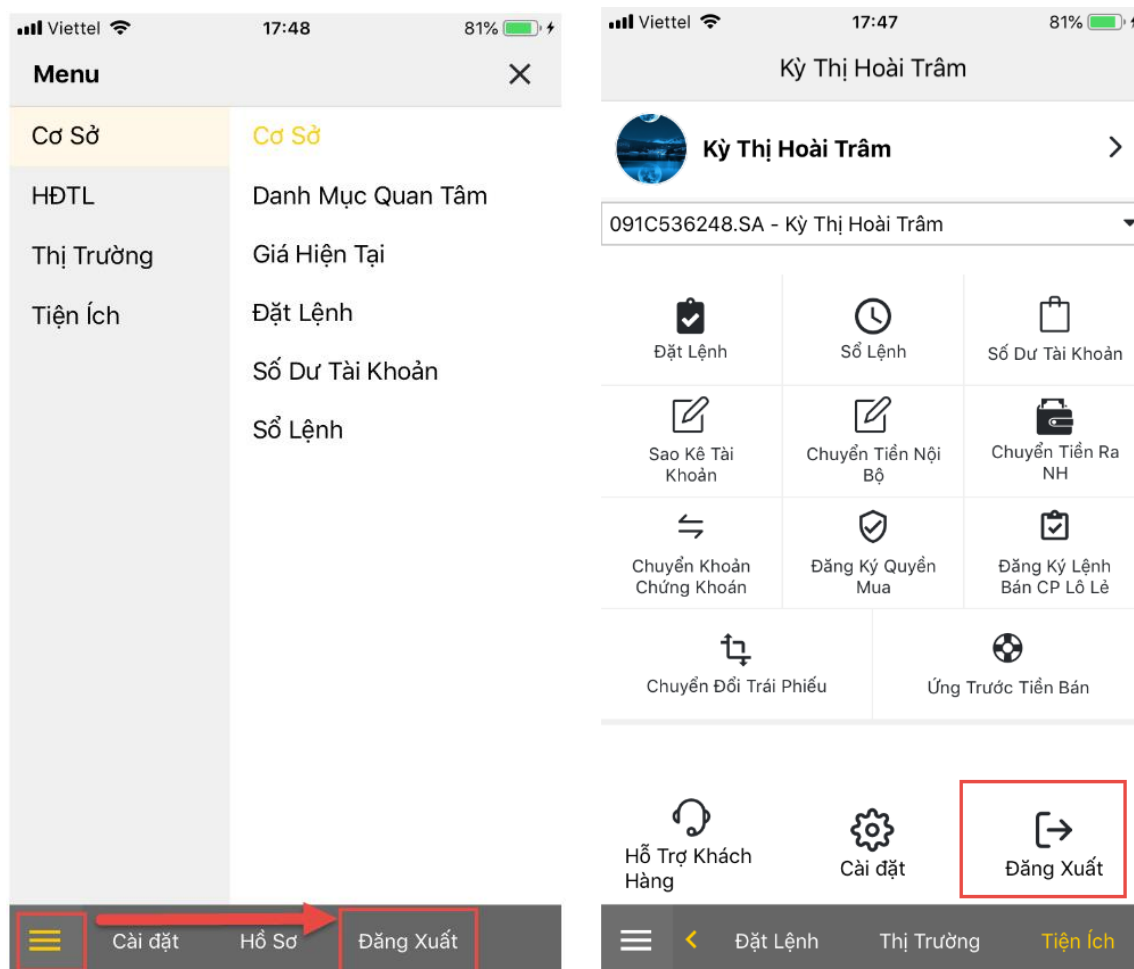 Viettel 17:48 81%
Menu
Cơ Sở
HĐTL
Thị Trường
Tiện Ích
Cơ Sở
Danh Mục Quan Tâm
Giá Hiện Tại
Đặt Lệnh
Số Dư Tài Khoản
Sổ Lệnh
Cài đặt Hồ Sơ Đăng Xuất
Viettel 17:47 81%
Kỳ Thị Hoài Trâm
Kỳ Thị Hoài Trâm
091C536248.SA - Kỳ Thị Hoài Trâm
Đặt Lệnh
Sổ Lệnh
Số Dư Tài Khoản
Sao Kê Tài
Khoản
Chuyển Tiền Nội
Bộ
Chuyển Tiền Ra
NH
Chuyển Khoản
Chứng Khoán
Đăng Ký Quyền
Mua
Đăng Ký Lệnh
Bán CP Lô Lẻ
Chuyển Đổi Trái Phiếu
Ứng Trước Tiền Bán
Hỗ Trợ Khách
Hàng
Cài đặt
Đăng Xuất
Đặt Lệnh Thị Trường Tiện Ích